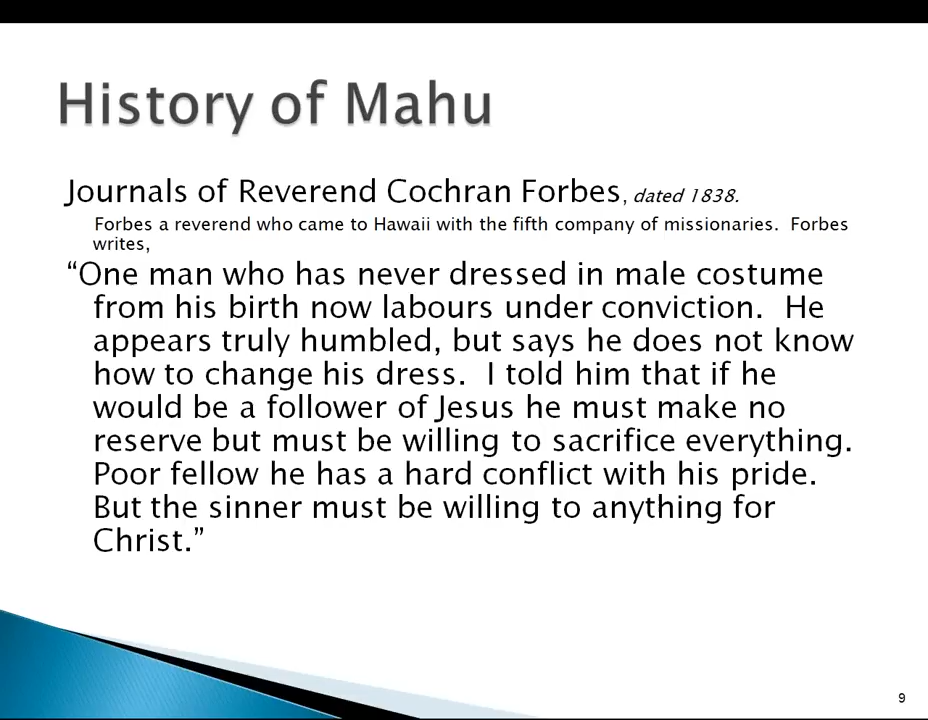 History of Mahu
Journals of Reverend Cochran Forbes, dated 1838.
Forbes a reverend who came to Hawaii with the fifth company of missionaries.  Forbes
writes,
“One man who has never dressed in male costume
from his birth now labours under conviction.  He
appears truly humbled, but says he does not know
how to change his dress.  I told him that if he
would be a follower of Jesus he must make no
reserve but must be willing to sacrifice everything.
Poor fellow he has a hard conflict with his pride.
But the sinner must be willing to anything for
Christ.”
9